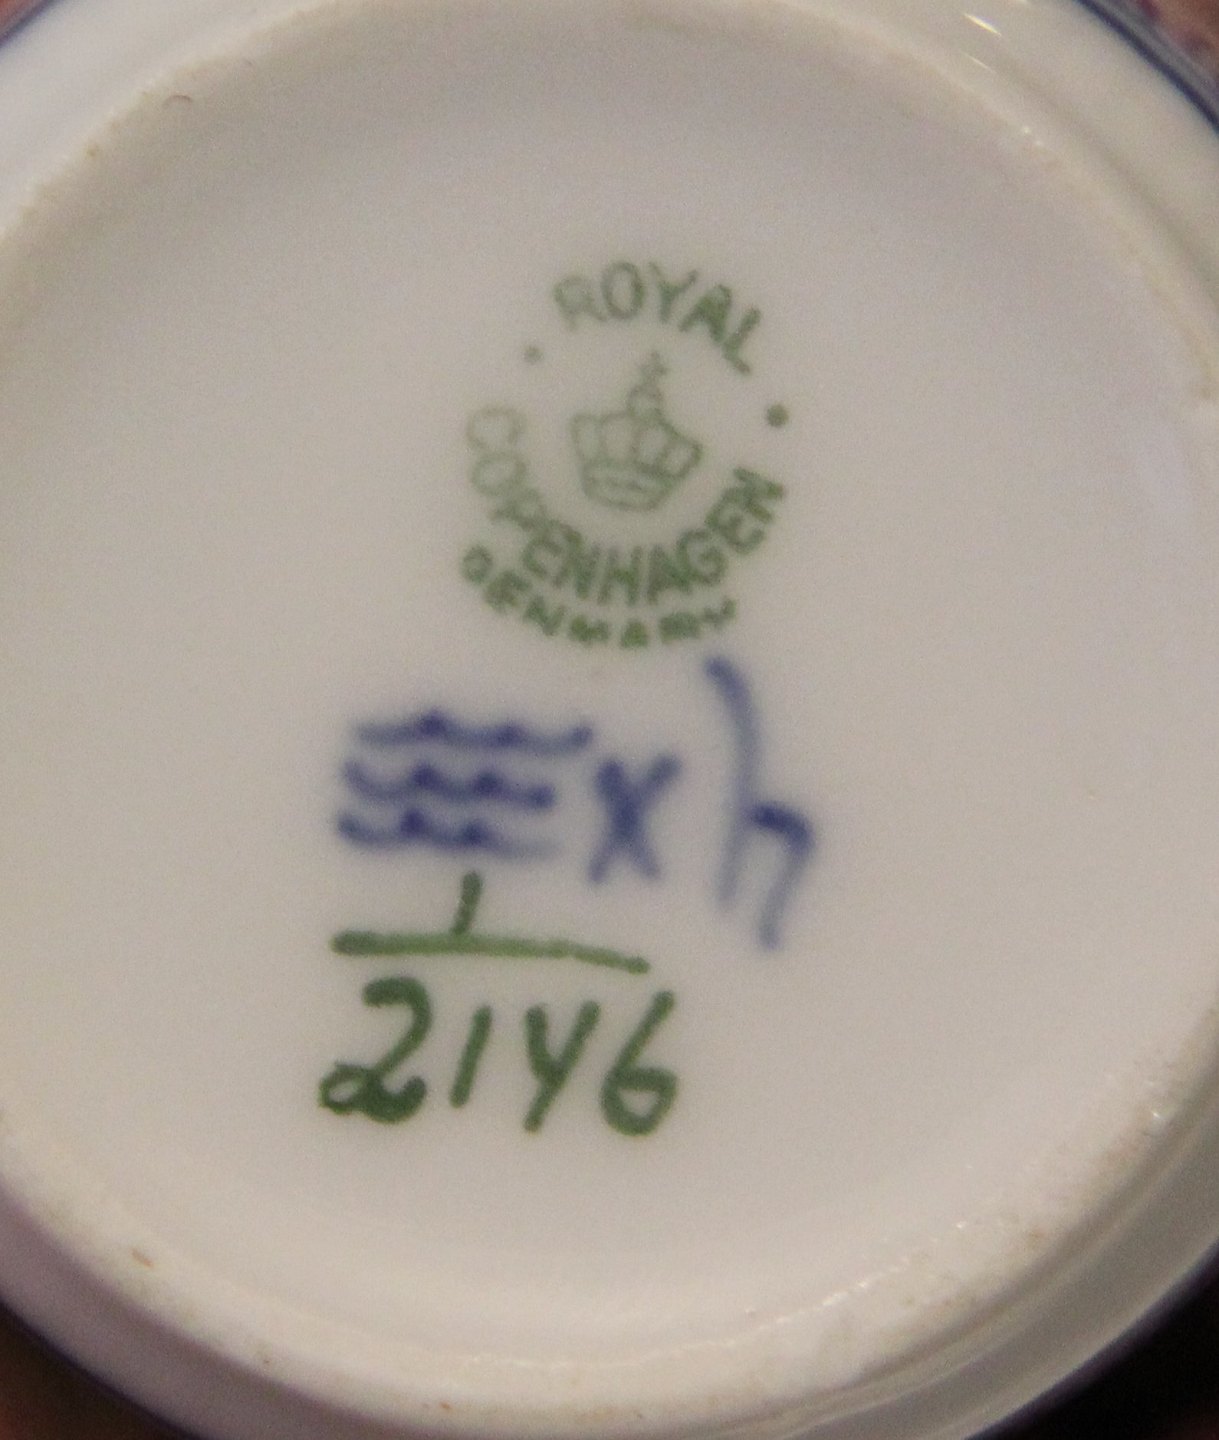 ROYAL
COPENHAGEN
DENMARK
X h
1
2146